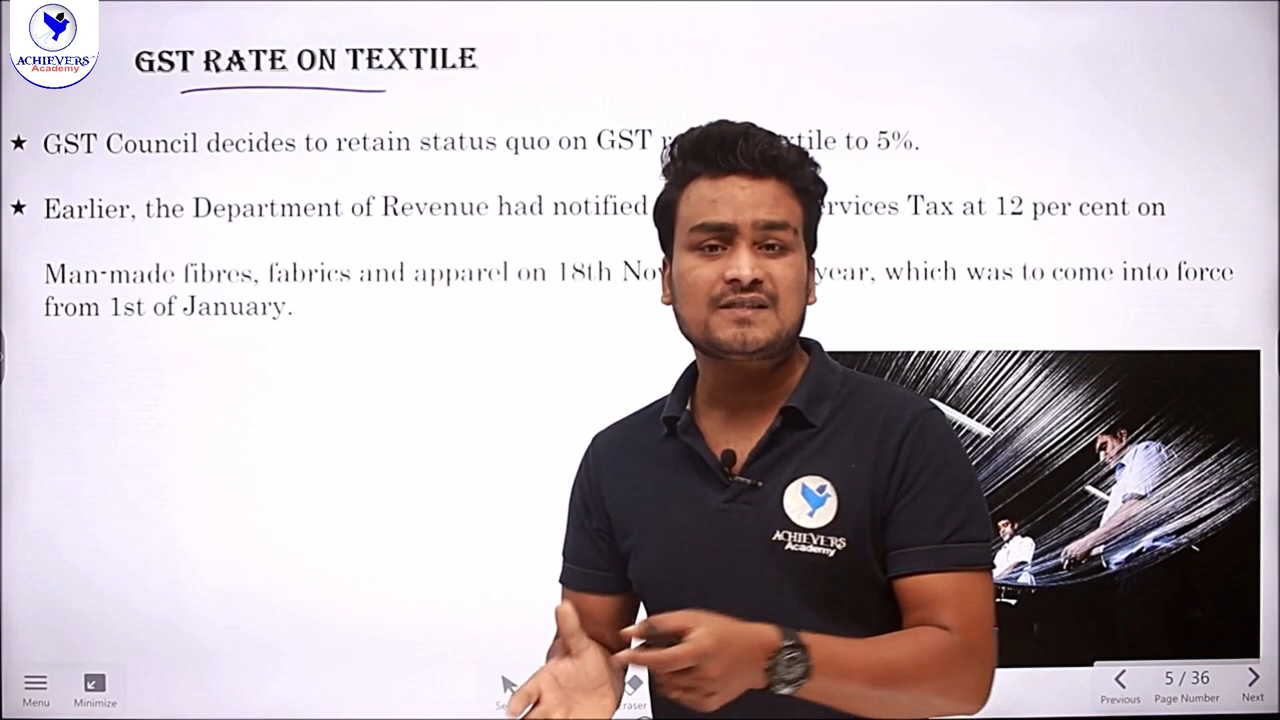 ACHIEVERS
Academy
GST RATE ON TEXTILE
★ GST Council decides to retain status quo on GST xtile to 5%.
★ Earlier, the Department of Revenue had notified ervices Tax at 12 per cent on
Man-made fibres, fabrics and apparel on 18th Nov year, which was to come into force
from 1st of January.
ACHIEVERS
Academy
Menu
Minimize
Eraser
5 / 36
Previous Page Number Next